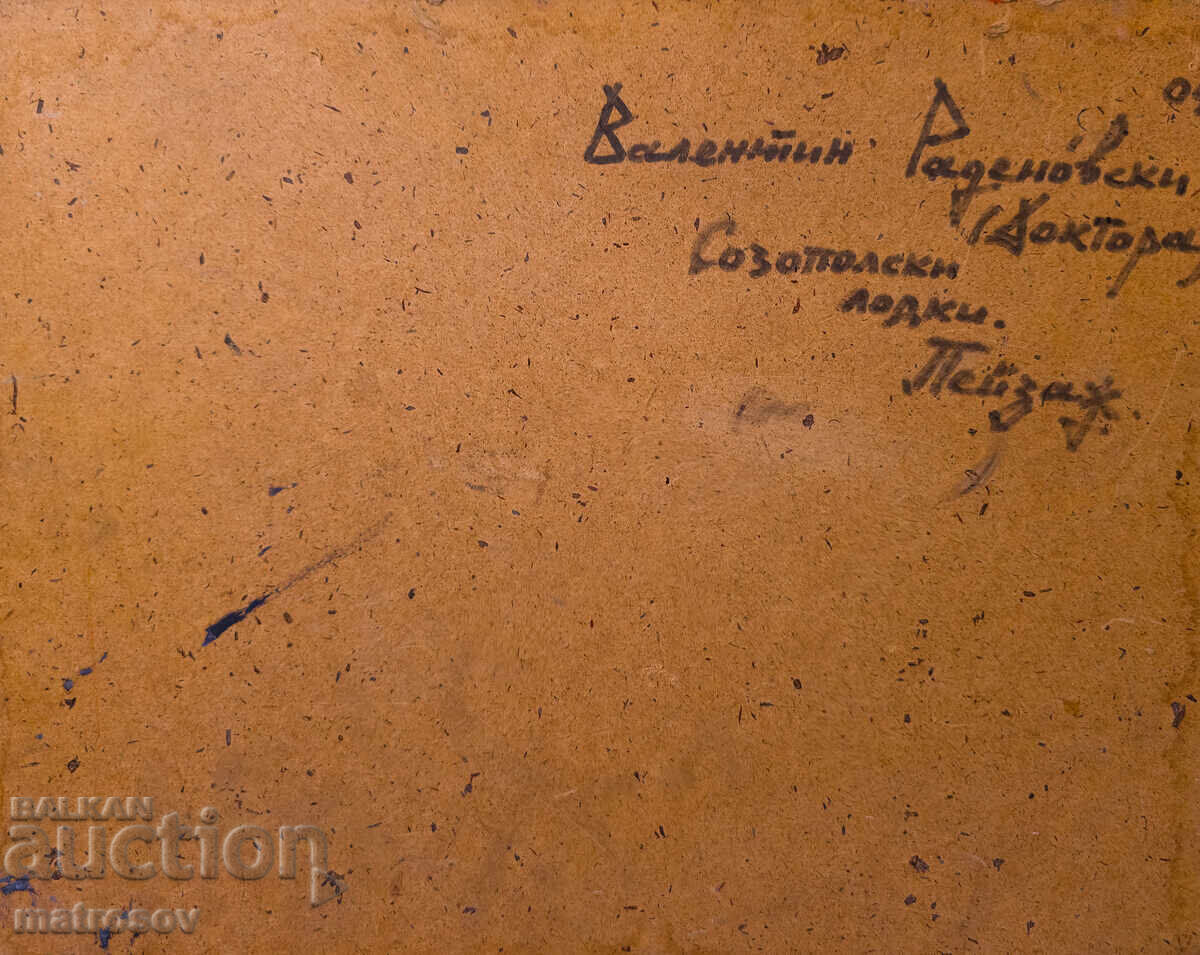 Валентин Раденовски
(Доктора)
Созополски
лодки.
Пейзаж.
BALKAN
auction
matrosov